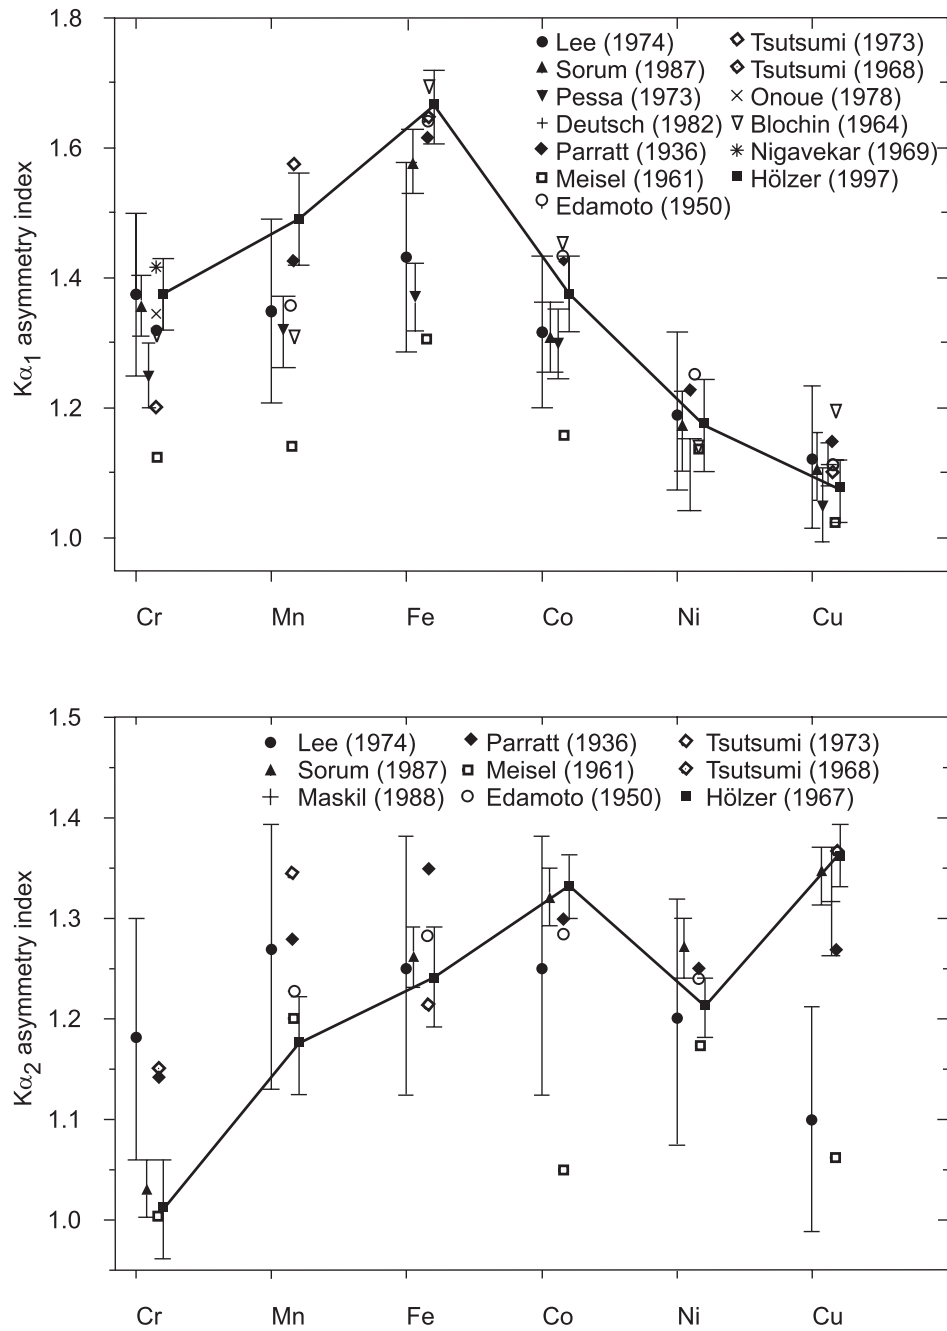 1.8
1.6
1.4
1.2
1.0
Kα1 asymmetry index
Lee (1974)
Sorum (1987)
Pessa (1973)
Deutsch (1982)
Parratt (1936)
Meisel (1961)
Edamoto (1950)
Tsutsumi (1973)
Tsutsumi (1968)
Onoue (1978)
Blochin (1964)
Nigavekar (1969)
Hölzer (1997)
Cr Mn Fe Co Ni Cu
1.5
1.4
1.3
1.2
1.1
1.0
Kα2 asymmetry index
Lee (1974)
Sorum (1987)
Maskil (1988)
Parratt (1936)
Meisel (1961)
Edamoto (1950)
Tsutsumi (1973)
Tsutsumi (1968)
Hölzer (1967)
Cr Mn Fe Co Ni Cu